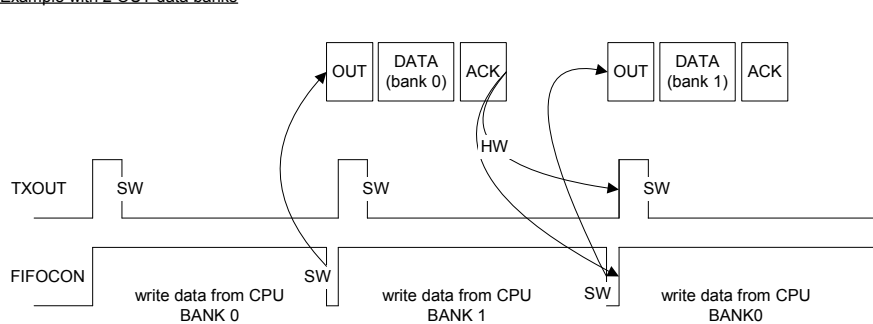 Example with 2 OUT data banks
OUT DATA (bank 0) ACK
OUT DATA (bank 1) ACK
HW
TXOUT SW SW SW
FIFOCON SW SW
write data from CPU BANK 0
write data from CPU BANK 1
write data from CPU BANK0